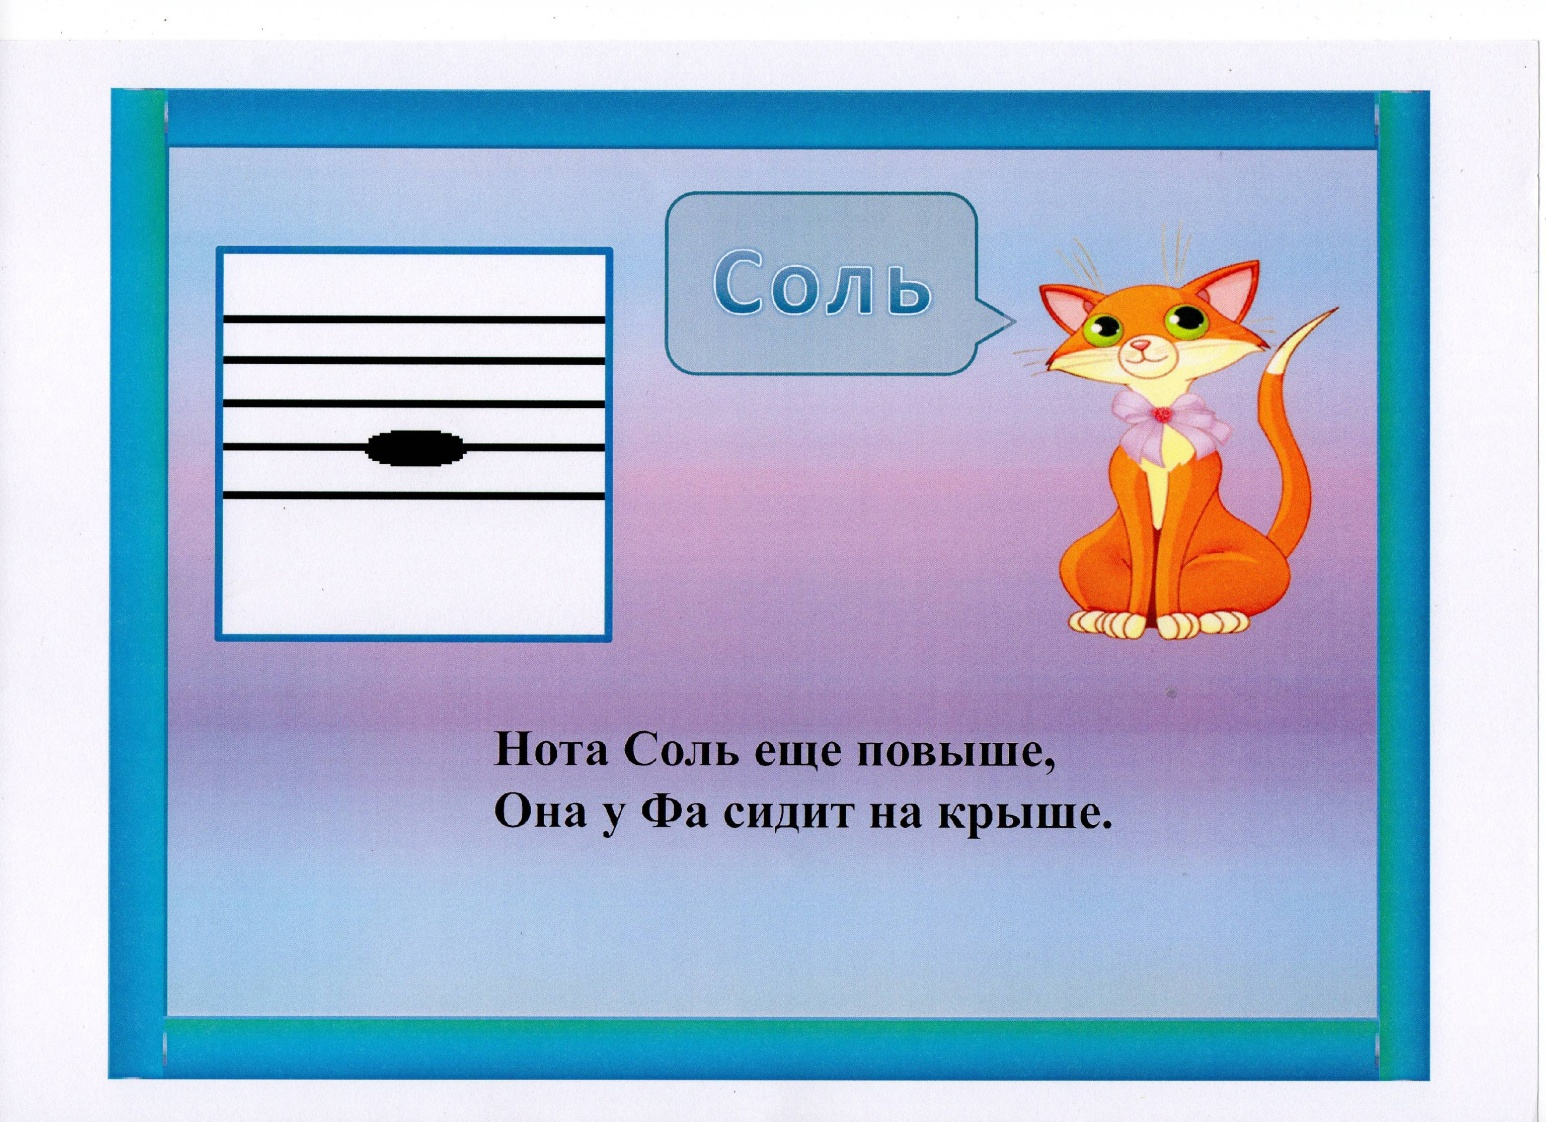 Соль
Нота Соль еще повыше,
Она у Фа сидит на крыше.